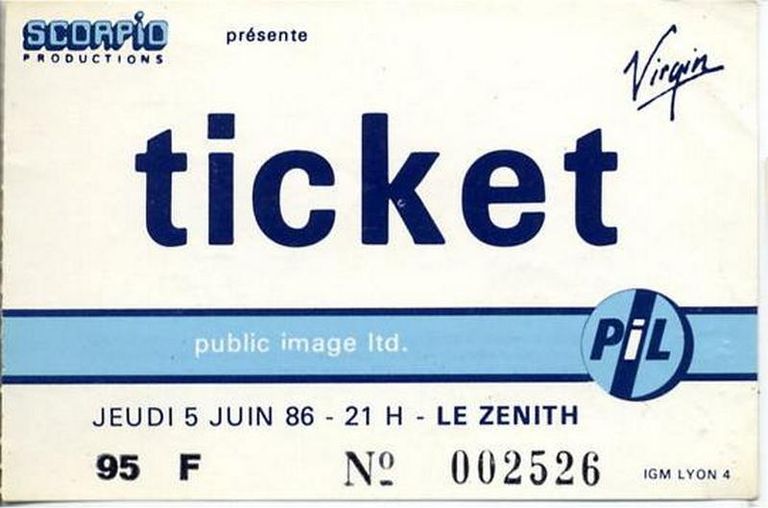 SCORPIO
PRODUCTIONS
présente
Virgin
ticket
public image ltd.
PiL
JEUDI 5 JUIN 86 - 21 H - LE ZENITH
95 F Nº 002526
IGM LYON 4